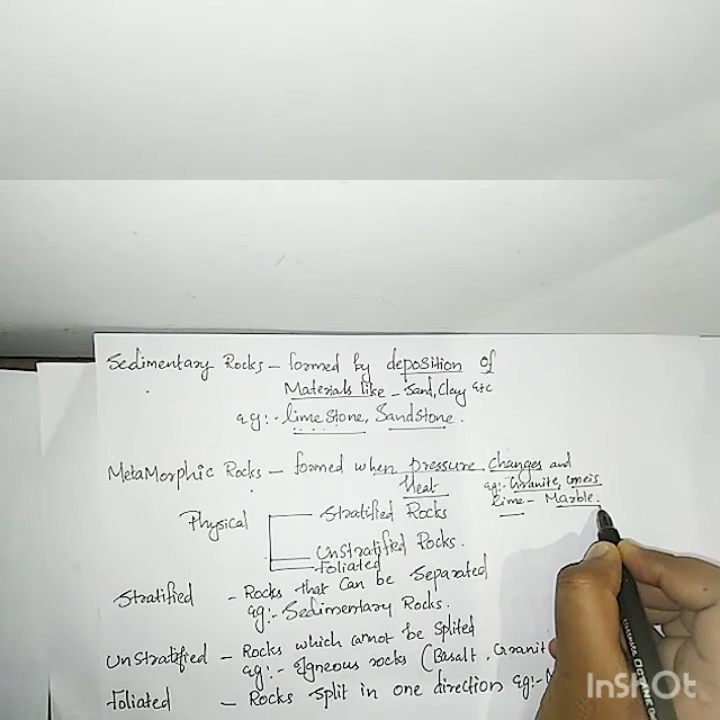 Sedimentary Rocks - formed by deposition of
Materials like - Sand, Clay etc
eg:- limestone, Sandstone.
MetaMorphic Rocks - formed when pressure changes and
Heat
eg:- Granite, Gneis
Lime - Marble.
Physical
Stratified Rocks
UnStratified Rocks.
Foliated
Stratified - Rocks that Can be Separated
eg:- Sedimentary Rocks.
UnStratified - Rocks which cannot be Splited
eg:- Igneous rocks (Basalt, Granit
Foliated - Rocks Split in one direction eg:-
InShOt